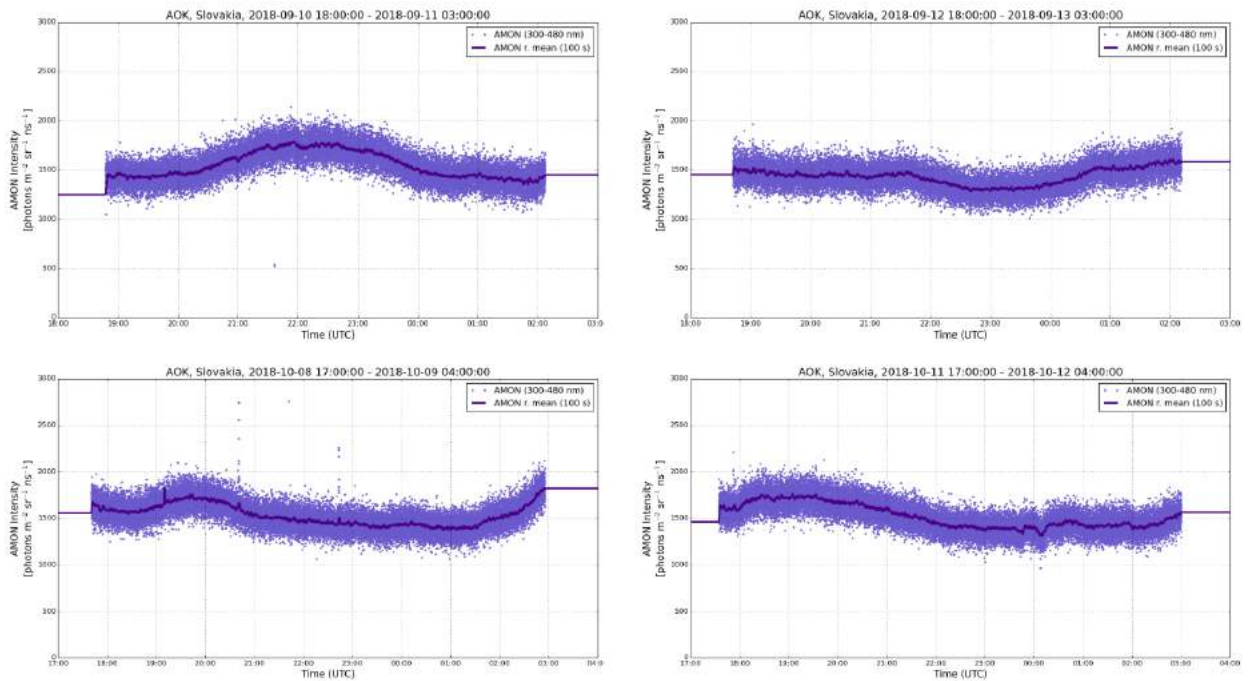 AOK, Slovakia, 2018-09-10 18:00:00 - 2018-09-11 03:00:00
AMON (300-480 nm)
AMON r. mean (100 s)
AMON Intensity
[photons m⁻² sr⁻¹ ns⁻¹]
3000
2500
2000
1500
1000
500
0
18:00 19:00 20:00 21:00 22:00 23:00 00:00 01:00 02:00 03:0
Time (UTC)
AOK, Slovakia, 2018-09-12 18:00:00 - 2018-09-13 03:00:00
AMON (300-480 nm)
AMON r. mean (100 s)
AMON Intensity
[photons m⁻² sr⁻¹ ns⁻¹]
3000
2500
2000
1500
1000
500
0
18:00 19:00 20:00 21:00 22:00 23:00 00:00 01:00 02:00 03:00
Time (UTC)
AOK, Slovakia, 2018-10-08 17:00:00 - 2018-10-09 04:00:00
AMON (300-480 nm)
AMON r. mean (100 s)
AMON Intensity
[photons m⁻² sr⁻¹ ns⁻¹]
3000
2500
2000
1500
1000
500
0
17:00 18:00 19:00 20:00 21:00 22:00 23:00 00:00 01:00 02:00 03:00 04:0
Time (UTC)
AOK, Slovakia, 2018-10-11 17:00:00 - 2018-10-12 04:00:00
AMON (300-480 nm)
AMON r. mean (100 s)
AMON Intensity
[photons m⁻² sr⁻¹ ns⁻¹]
3000
2500
2000
1500
1000
500
0
17:00 18:00 19:00 20:00 21:00 22:00 23:00 00:00 01:00 02:00 03:00 04:00
Time (UTC)